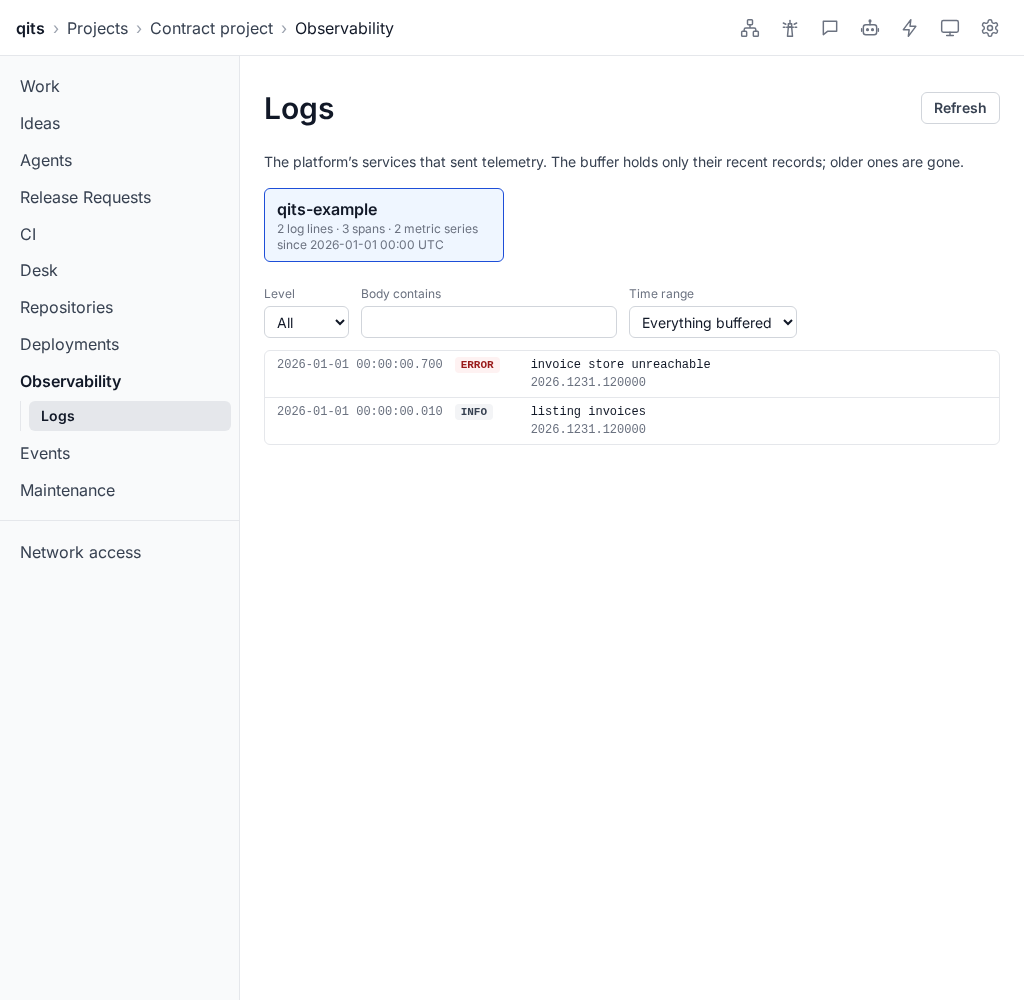 qits › Projects › Contract project › Observability
Work
Ideas
Agents
Release Requests
CI
Desk
Repositories
Deployments
Observability
Logs
Events
Maintenance
Network access
Logs
Refresh
The platform’s services that sent telemetry. The buffer holds only their recent records; older ones are gone.
qits-example
2 log lines · 3 spans · 2 metric series
since 2026-01-01 00:00 UTC
Level Body contains Time range
All Everything buffered
2026-01-01 00:00:00.700 ERROR invoice store unreachable
2026.1231.120000
2026-01-01 00:00:00.010 INFO listing invoices
2026.1231.120000